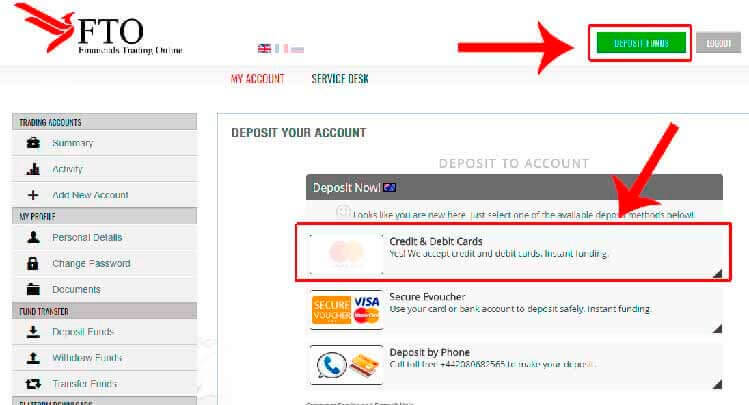 FTO
Financials Trading Online
DEPOSIT FUNDS
LOGOUT
MY ACCOUNT
SERVICE DESK
TRADING ACCOUNTS
Summary
Activity
Add New Account
MY PROFILE
Personal Details
Change Password
Documents
FUND TRANSFER
Deposit Funds
Withdraw Funds
Transfer Funds
DEPOSIT YOUR ACCOUNT
DEPOSIT TO ACCOUNT
Deposit Now!
Looks like you are new here, just select one of the available deposit methods below!
Credit & Debit Cards
Yes! We accept credit and debit cards. Instant funding.
SECURE
VOUCHER
VISA
MasterCard
Secure Evoucher
Use your card or bank account to deposit safely. Instant funding.
Deposit by Phone
Call toll free +442080682565 to make your deposit.